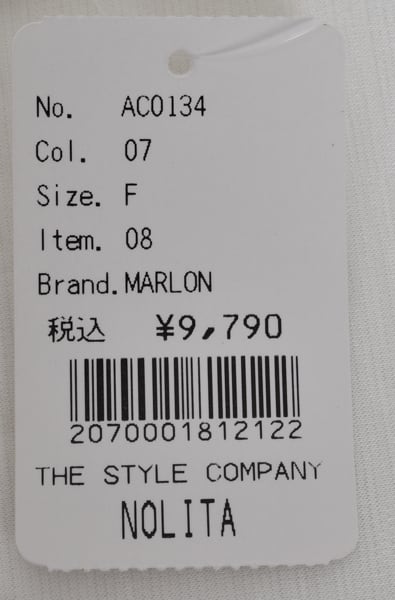 No. AC0134
Col. 07
Size. F
Item. 08
Brand. MARLON
税込 ¥9,790
2070001812122
THE STYLE COMPANY
NOLITA